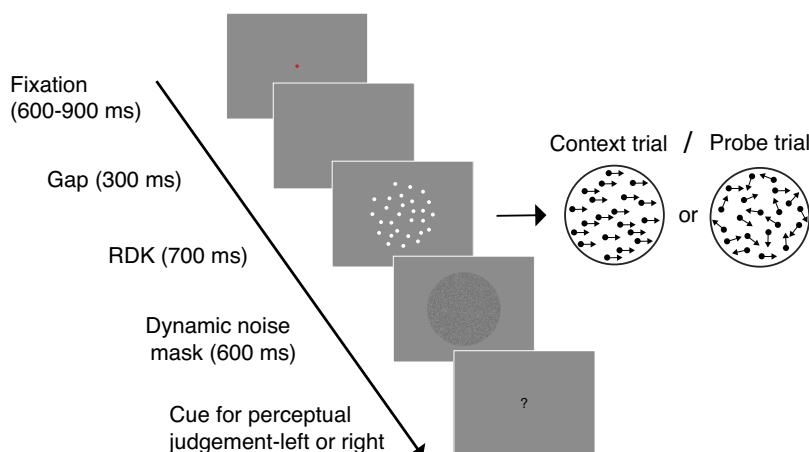 Fixation
(600-900 ms)
Gap (300 ms)
RDK (700 ms)
Dynamic noise
mask (600 ms)
Cue for perceptual
judgement-left or right
?
Context trial / Probe trial
or